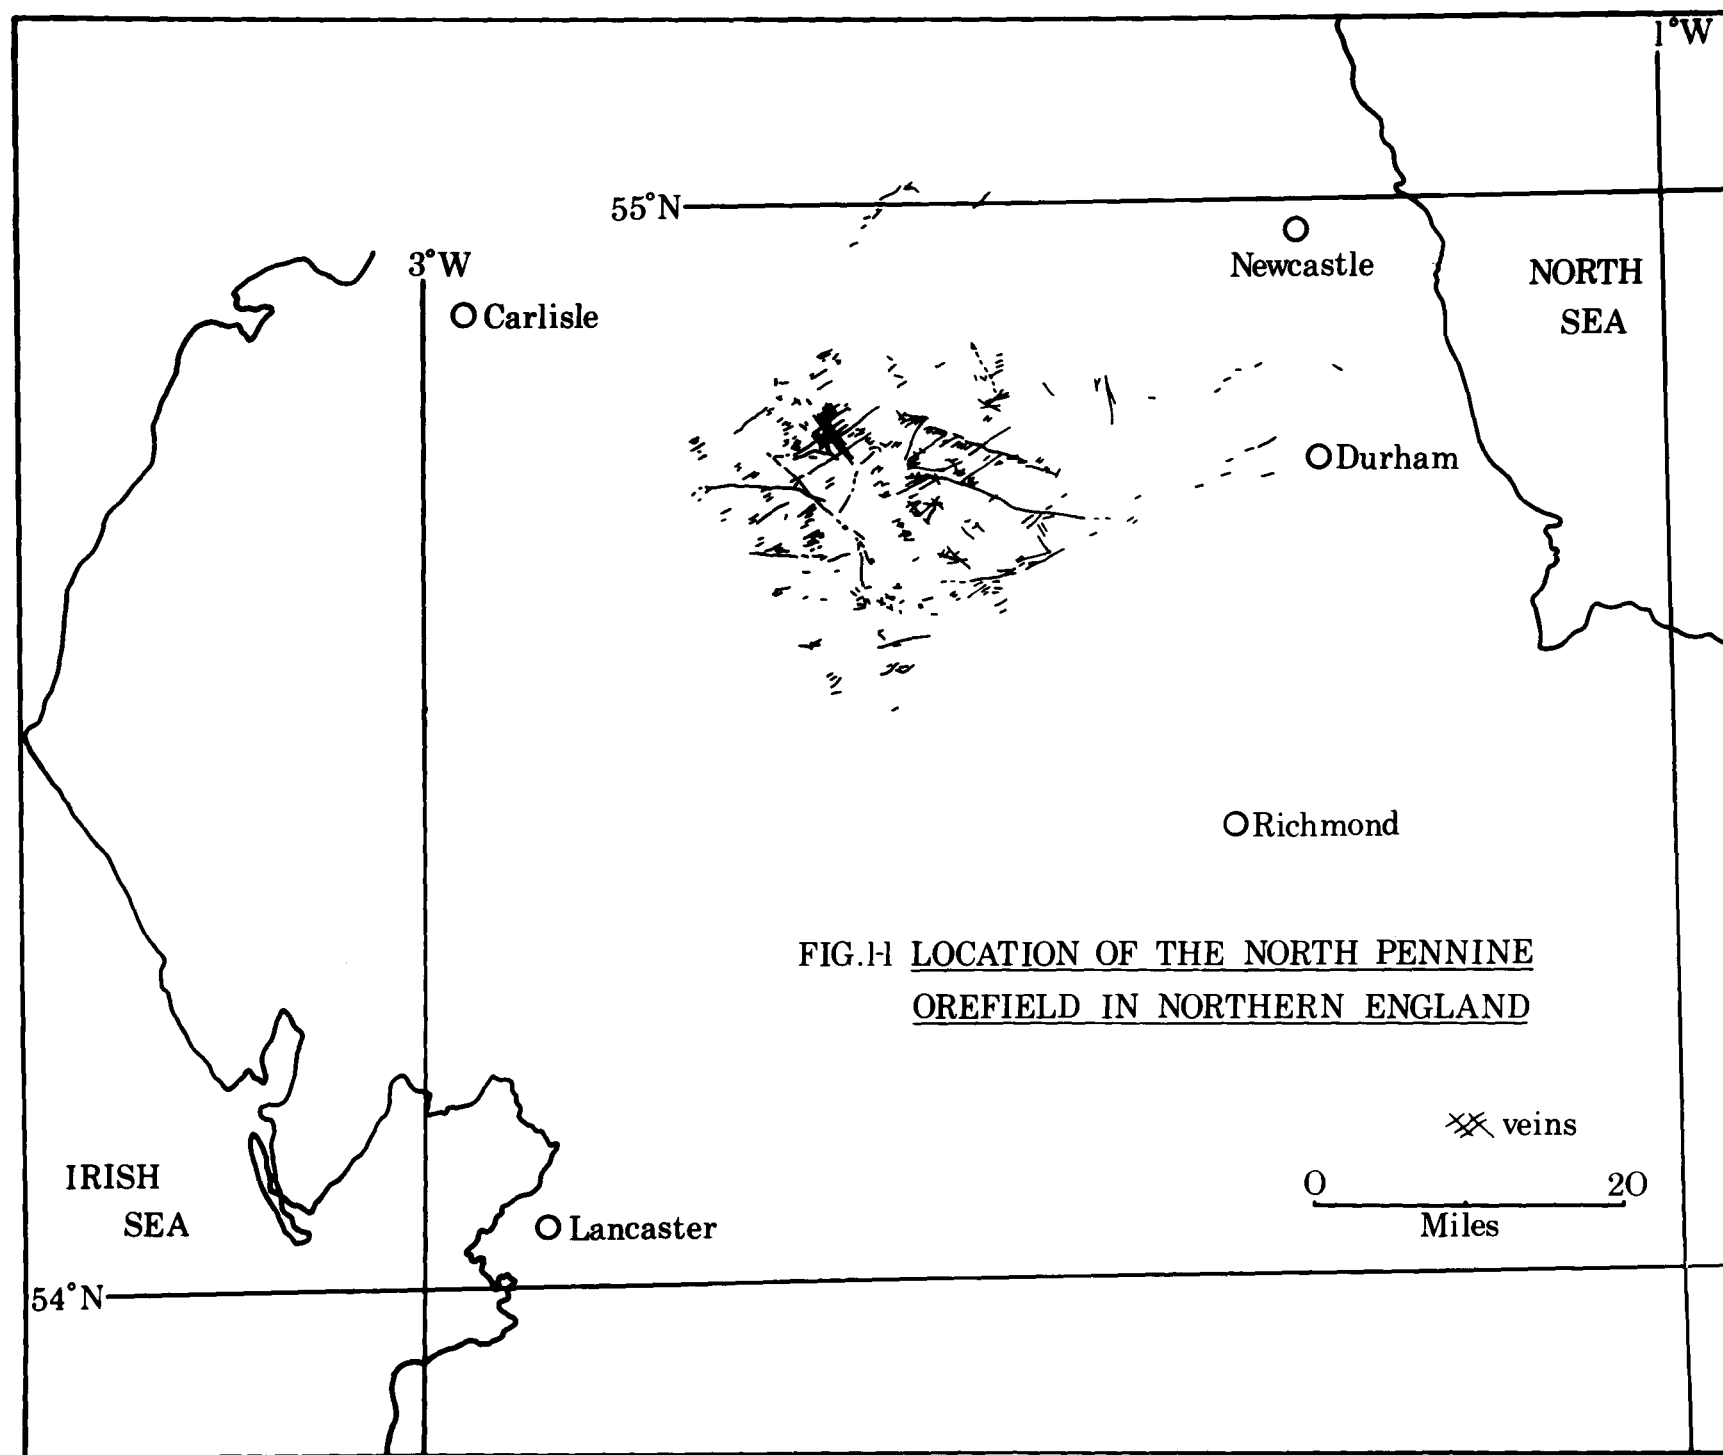 1°W
55°N
Newcastle
NORTH
SEA
3°W
Carlisle
Durham
Richmond
FIG.1-1 LOCATION OF THE NORTH PENNINE
OREFIELD IN NORTHERN ENGLAND
veins
IRISH
SEA
0 20
Miles
Lancaster
54°N